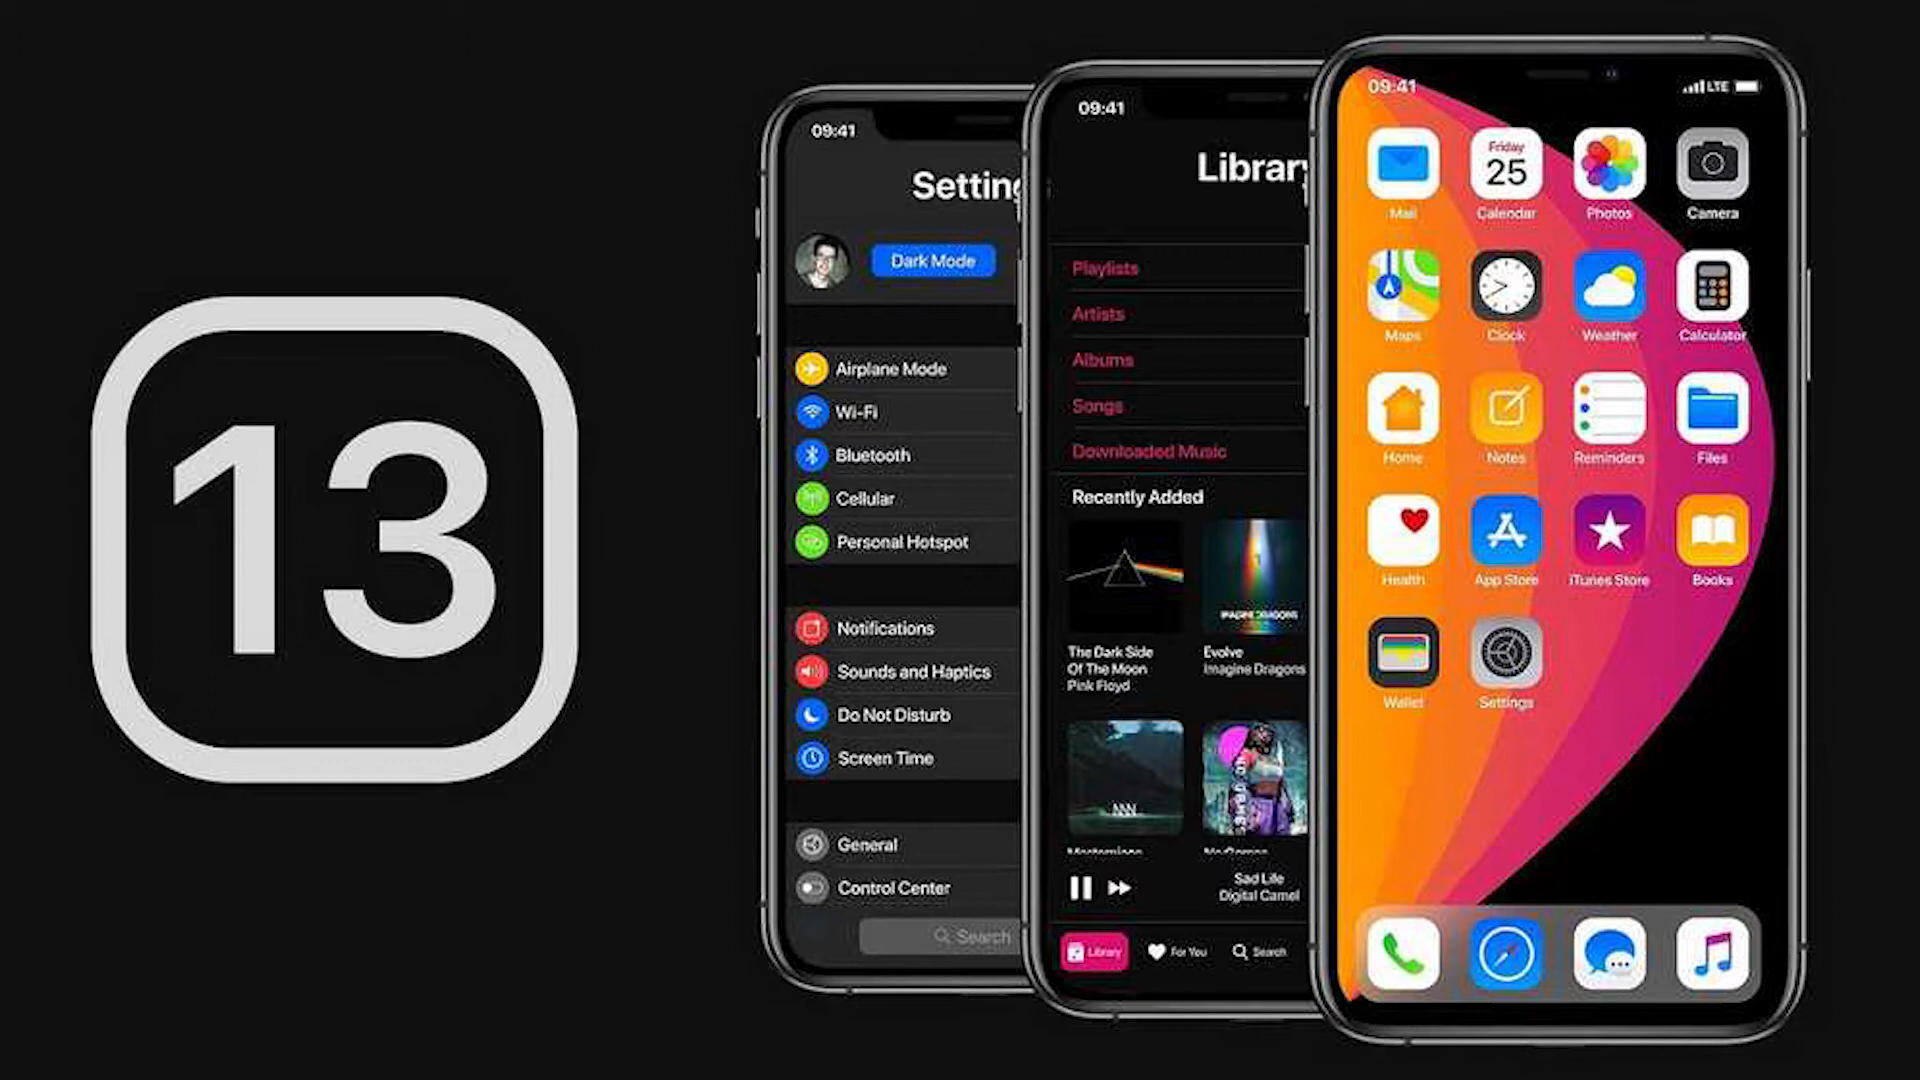 13
09:41
Setting
Dark Mode
Airplane Mode
Wi-Fi
Bluetooth
Cellular
Personal Hotspot
Notifications
Sounds and Haptics
Do Not Disturb
Screen Time
General
Control Center
Search
09:41
Library
Playlists
Artists
Albums
Songs
Downloaded Music
Recently Added
IMAGINE DRAGONS
The Dark Side
Of The Moon
Pink Floyd
Evolve
Imagine Dragons
Sad Life
Digital Camel
Library
For You
Search
09:41
LTE
Friday
25
Mail
Calendar
Photos
Camera
Maps
Clock
Weather
Calculator
Home
Notes
Reminders
Files
Health
App Store
iTunes Store
Books
Wallet
Settings